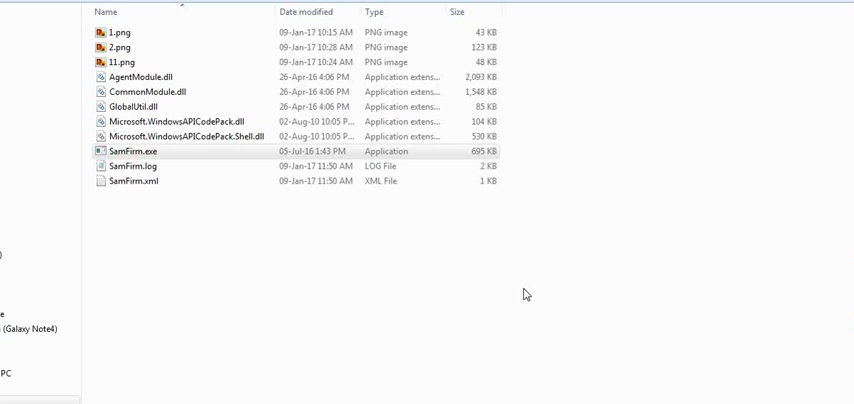 Name Date modified Type Size
1.png 09-Jan-17 10:15 AM PNG image 43 KB
2.png 09-Jan-17 10:28 AM PNG image 123 KB
11.png 09-Jan-17 10:24 AM PNG image 48 KB
AgentModule.dll 26-Apr-16 4:06 PM Application extens... 2,093 KB
CommonModule.dll 26-Apr-16 4:06 PM Application extens... 1,548 KB
GlobalUtil.dll 26-Apr-16 4:06 PM Application extens... 85 KB
Microsoft.WindowsAPICodePack.dll 02-Aug-10 10:05 P... Application extens... 104 KB
Microsoft.WindowsAPICodePack.Shell.dll 02-Aug-10 10:05 P... Application extens... 530 KB
SamFirm.exe 05-Jul-16 1:43 PM Application 695 KB
SamFirm.log 09-Jan-17 11:50 AM LOG File 2 KB
SamFirm.xml 09-Jan-17 11:50 AM XML File 1 KB
)
e
(Galaxy Note4)
PC